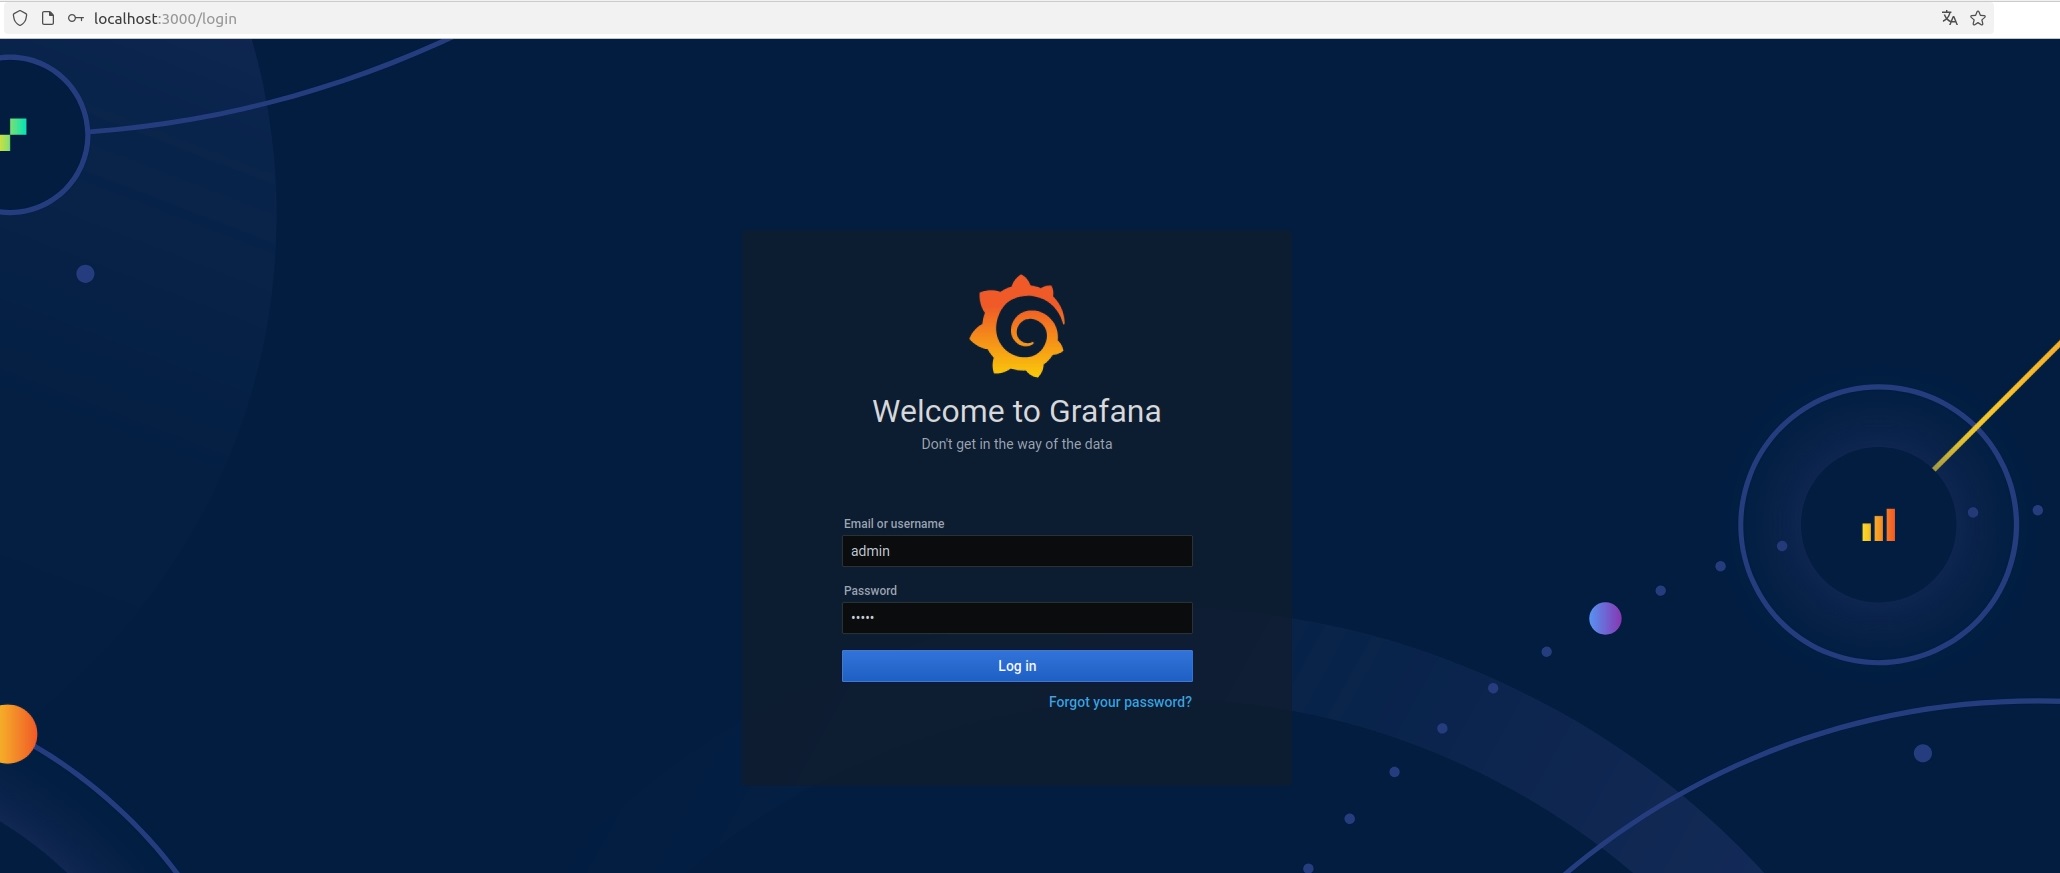 localhost:3000/login
Welcome to Grafana
Don't get in the way of the data
Email or username
admin
Password
•••••
Log in
Forgot your password?